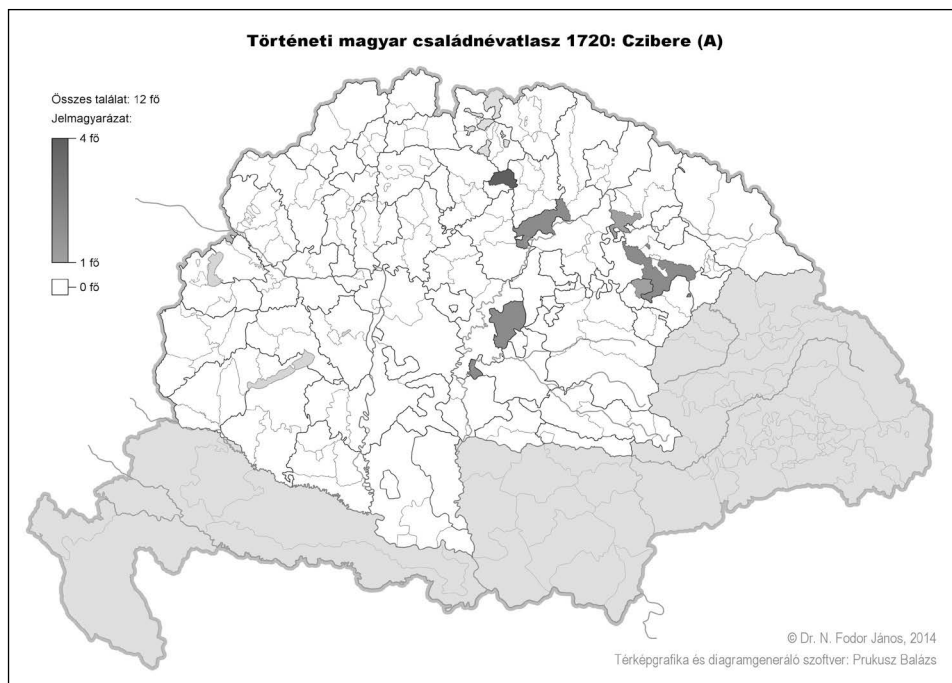 Történeti magyar családnévatlasz 1720: Czibere (A)
Összes találat: 12 fő
Jelmagyarázat:
4 fő
1 fő
0 fő
© Dr. N. Fodor János, 2014
Térképgrafika és diagramgeneráló szoftver: Prukusz Balázs